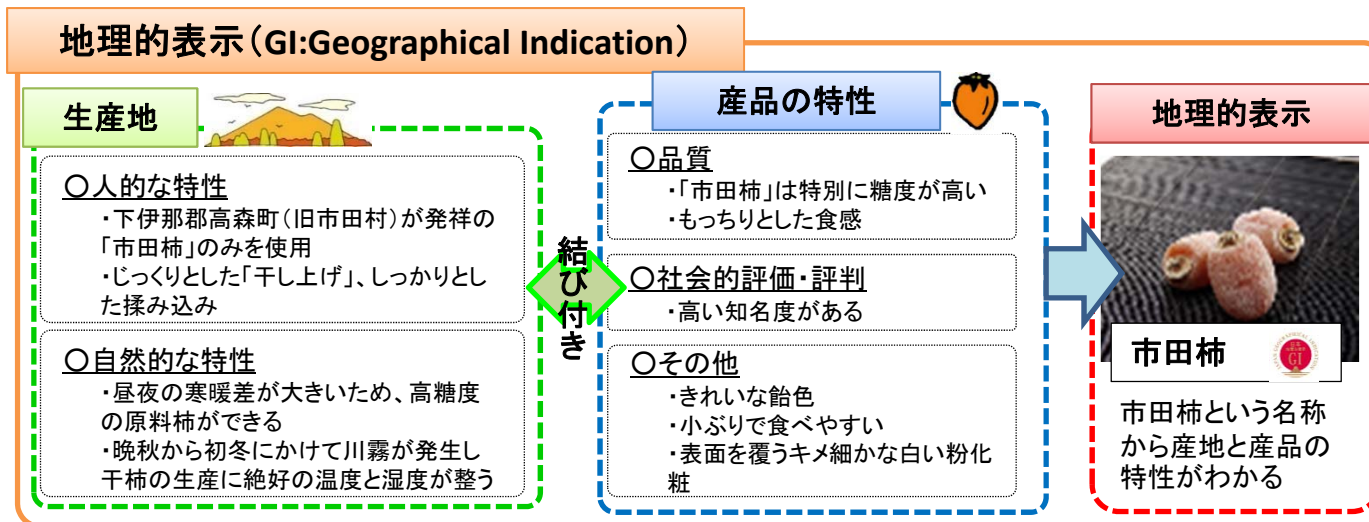 地理的表示(GI:Geographical Indication)
生産地
〇人的な特性
・下伊那郡高森町(旧市田村)が発祥の
「市田柿」のみを使用
・じっくりとした「干し上げ」、しっかりとし
た揉み込み
〇自然的な特性
・昼夜の寒暖差が大きいため、高糖度
の原料柿ができる
・晩秋から初冬にかけて川霧が発生し
干柿の生産に絶好の温度と湿度が整う
結び付き
産品の特性
〇品質
・「市田柿」は特別に糖度が高い
・もっちりとした食感
〇社会的評価・評判
・高い知名度がある
〇その他
・きれいな飴色
・小ぶりで食べやすい
・表面を覆うキメ細かな白い粉化
粧
地理的表示
市田柿
GI
市田柿という名称
から産地と産品の
特性がわかる